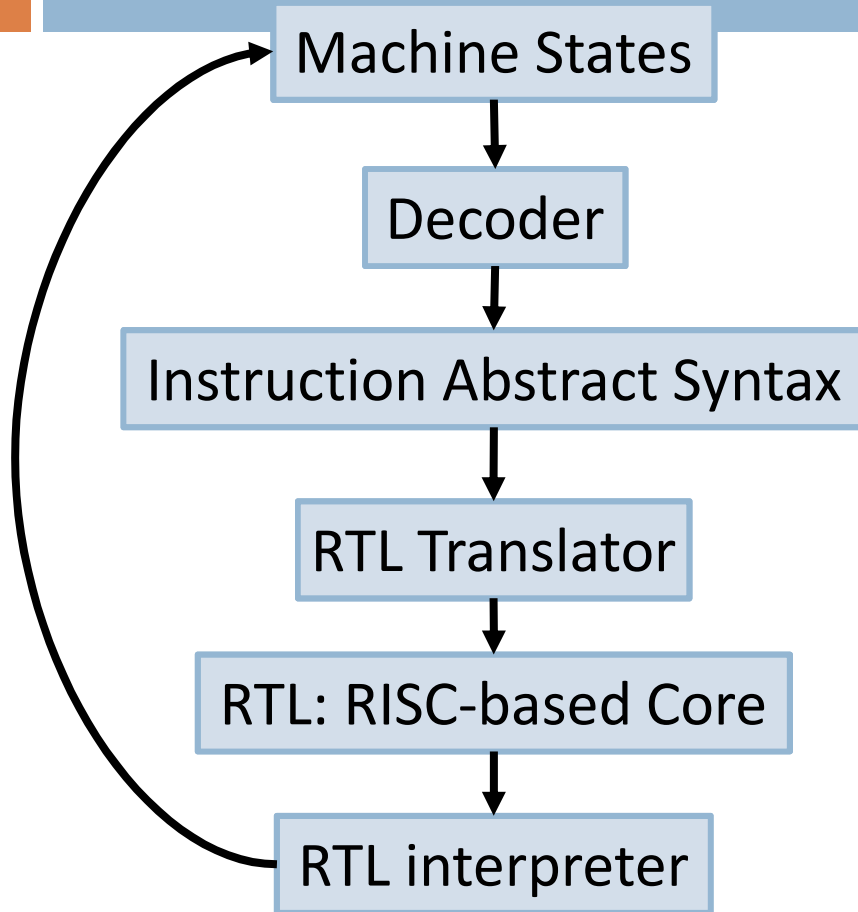 Machine States
Decoder
Instruction Abstract Syntax
RTL Translator
RTL: RISC-based Core
RTL interpreter